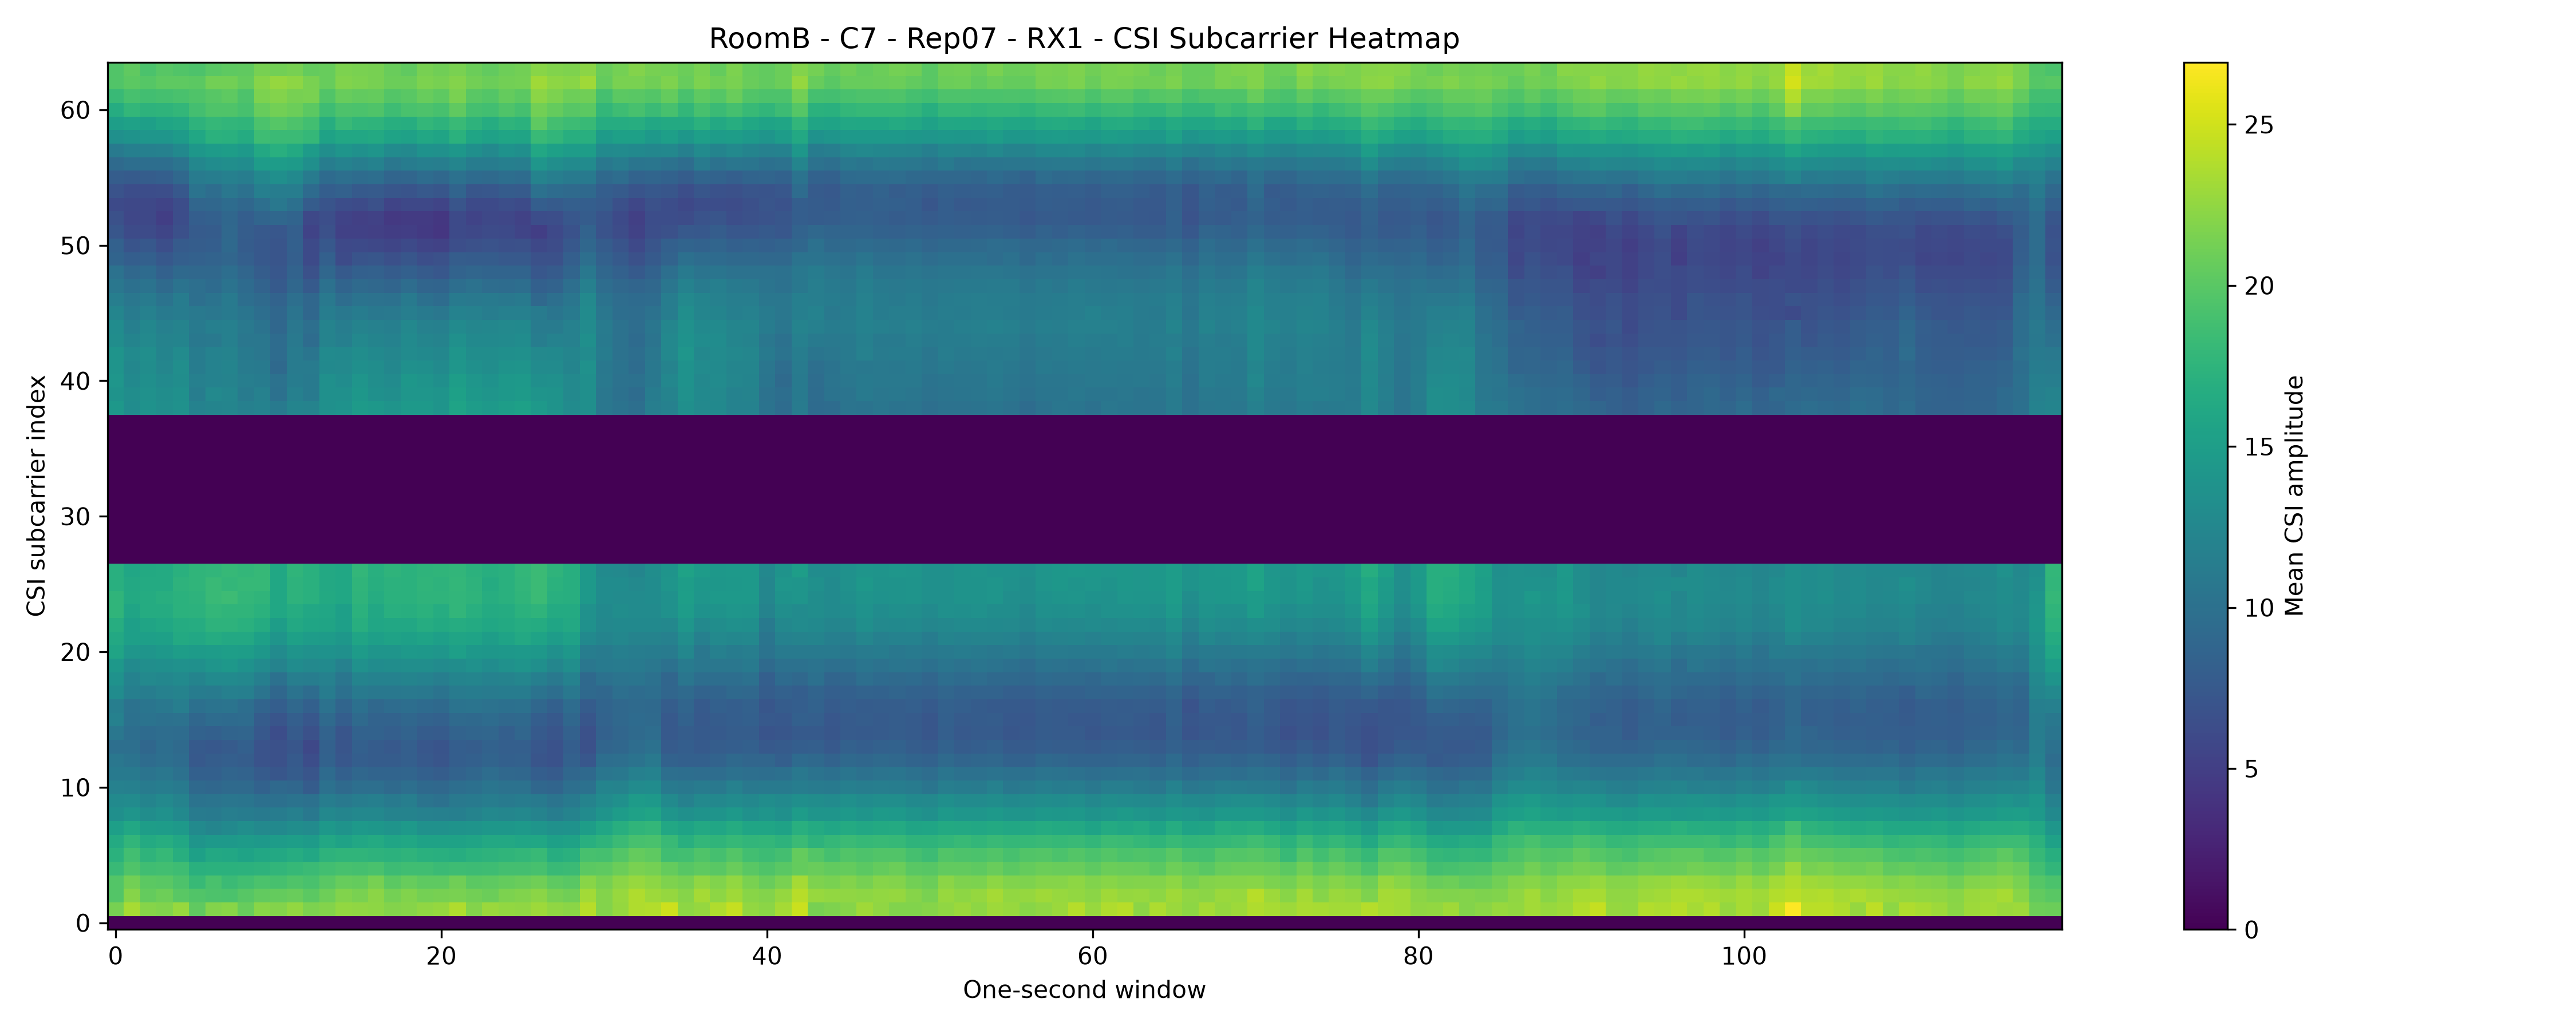 RoomB - C7 - Rep07 - RX1 - CSI Subcarrier Heatmap
CSI subcarrier index
60
50
40
30
20
10
0
0 20 40 60 80 100
One-second window
25
20
15
10
5
0
Mean CSI amplitude